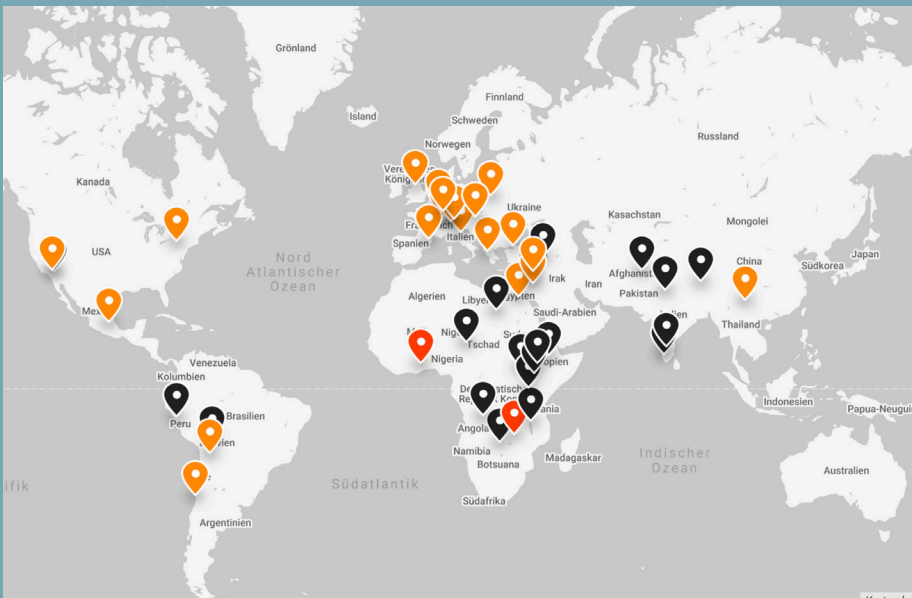 Grönland
Island
Finnland
Schweden
Norwegen
Russland
Kanada
Ukraine
Kasachstan
Mongolei
Italien
Spanien
USA
Nord
Atlantischer
Ozean
China
Japan
Südkorea
Irak
Iran
Pakistan
Algerien
Saudi-Arabien
Thailand
Tschad
Nigeria
Venezuela
Kolumbien
Indonesien
Brasilien
Peru
Angola
Namibia
Botsuana
Madagaskar
Indischer
Ozean
Australien
Südatlantik
Südafrika
Argentinien